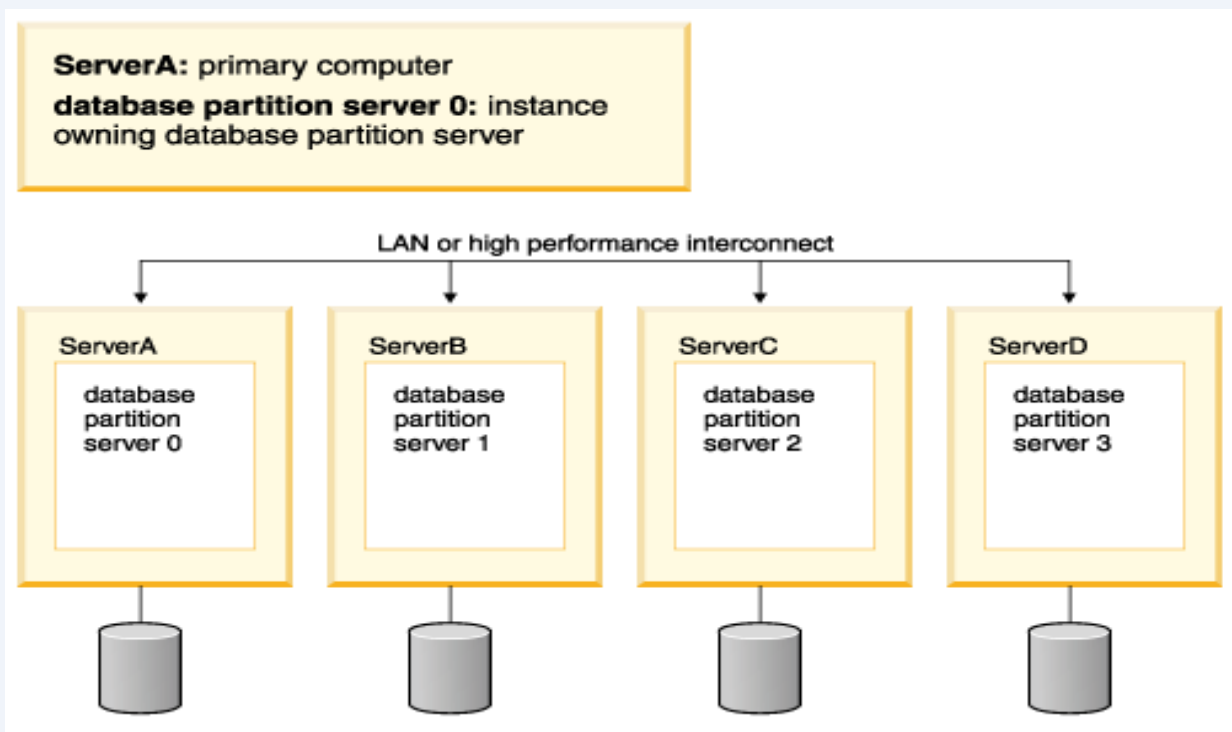 ServerA: primary computer
database partition server 0: instance
owning database partition server
LAN or high performance interconnect
ServerA
database
partition
server 0
ServerB
database
partition
server 1
ServerC
database
partition
server 2
ServerD
database
partition
server 3